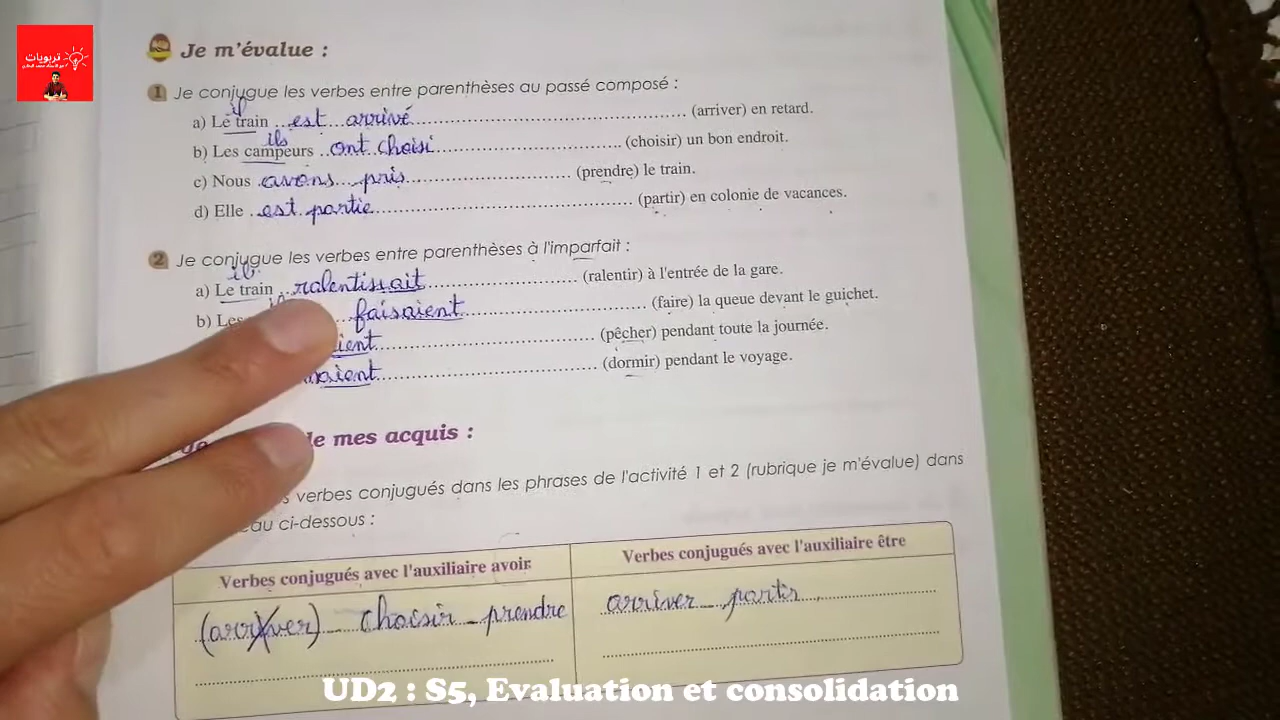 تربويات
Je m'évalue :
1 Je conjugue les verbes entre parenthèses au passé composé :
il
a) Le train ...est arrivé........ (arriver) en retard.
ils
b) Les campeurs ..ont choisi........ (choisir) un bon endroit.
c) Nous avons....pris........ (prendre) le train.
d) Elle ..est partie........ (partir) en colonie de vacances.
2 Je conjugue les verbes entre parenthèses à l'imparfait :
il
a) Le train ...ralentissait........ (ralentir) à l'entrée de la gare.
b) Les ... faisaient........ (faire) la queue devant le guichet.
ient........ (pêcher) pendant toute la journée.
aient........ (dormir) pendant le voyage.
de mes acquis :
verbes conjugués dans les phrases de l'activité 1 et 2 (rubrique je m'évalue) dans
ci-dessous :
Verbes conjugués avec l'auxiliaire avoir Verbes conjugués avec l'auxiliaire être
(arriver) - choisir - prendre arriver - partir
UD2 : S5, Evaluation et consolidation